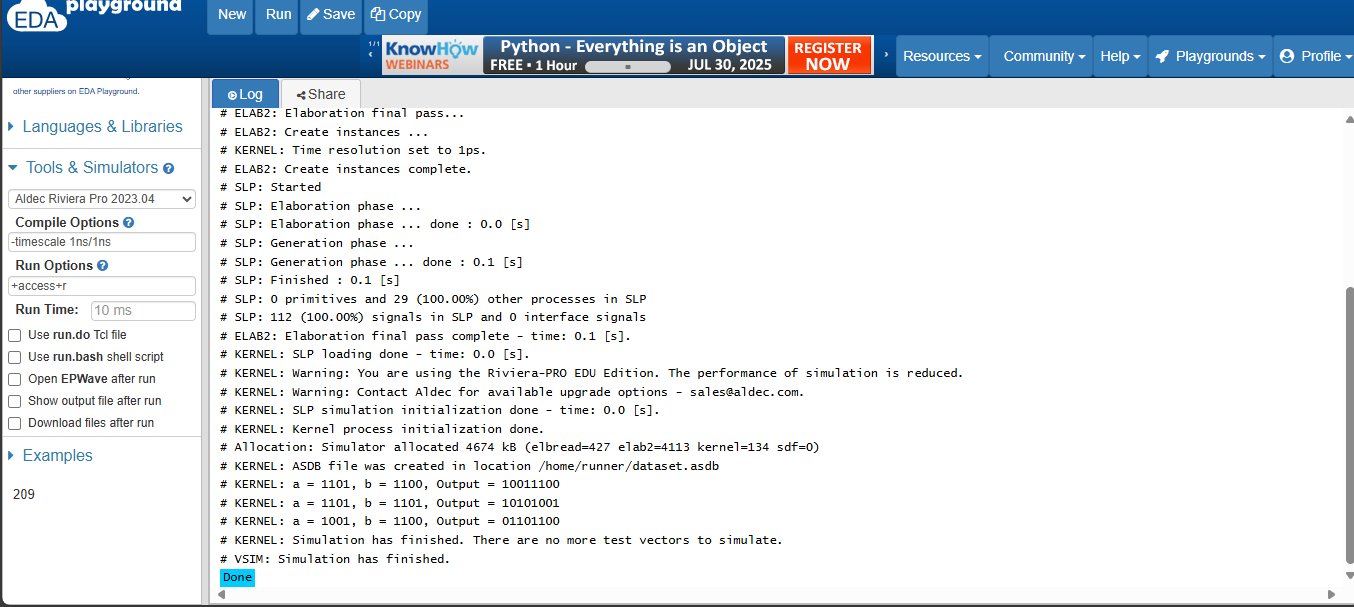 EDA playground
New Run Save Copy
1/1
KnowHow WEBINARS
Python - Everything is an Object
FREE • 1 Hour JUL 30, 2025
REGISTER NOW
Resources Community Help Playgrounds Profile
other suppliers on EDA Playground.
Languages & Libraries
Tools & Simulators
Aldec Riviera Pro 2023.04
Compile Options
-timescale 1ns/1ns
Run Options
+access+r
Run Time: 10 ms
Use run.do Tcl file
Use run.bash shell script
Open EPWave after run
Show output file after run
Download files after run
Examples
209
Log Share
# ELAB2: Elaboration final pass...
# ELAB2: Create instances ...
# KERNEL: Time resolution set to 1ps.
# ELAB2: Create instances complete.
# SLP: Started
# SLP: Elaboration phase ...
# SLP: Elaboration phase ... done : 0.0 [s]
# SLP: Generation phase ...
# SLP: Generation phase ... done : 0.1 [s]
# SLP: Finished : 0.1 [s]
# SLP: 0 primitives and 29 (100.00%) other processes in SLP
# SLP: 112 (100.00%) signals in SLP and 0 interface signals
# ELAB2: Elaboration final pass complete - time: 0.1 [s].
# KERNEL: SLP loading done - time: 0.0 [s].
# KERNEL: Warning: You are using the Riviera-PRO EDU Edition. The performance of simulation is reduced.
# KERNEL: Warning: Contact Aldec for available upgrade options - sales@aldec.com.
# KERNEL: SLP simulation initialization done - time: 0.0 [s].
# KERNEL: Kernel process initialization done.
# Allocation: Simulator allocated 4674 kB (elbread=427 elab2=4113 kernel=134 sdf=0)
# KERNEL: ASDB file was created in location /home/runner/dataset.asdb
# KERNEL: a = 1101, b = 1100, Output = 10011100
# KERNEL: a = 1101, b = 1101, Output = 10101001
# KERNEL: a = 1001, b = 1100, Output = 01101100
# KERNEL: Simulation has finished. There are no more test vectors to simulate.
# VSIM: Simulation has finished.
Done